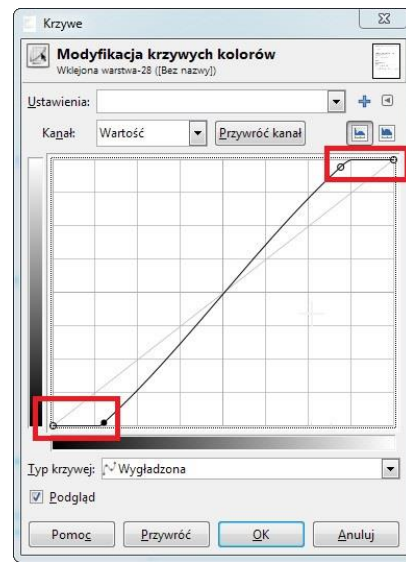 Krzywe
Modyfikacja krzywych kolorów
Wklejona warstwa-28 ([Bez nazwy])
Ustawienia:
Kanał: Wartość Przywróć kanał
Typ krzywej: Wygładzona
Podgląd
Pomoc Przywróć OK Anuluj